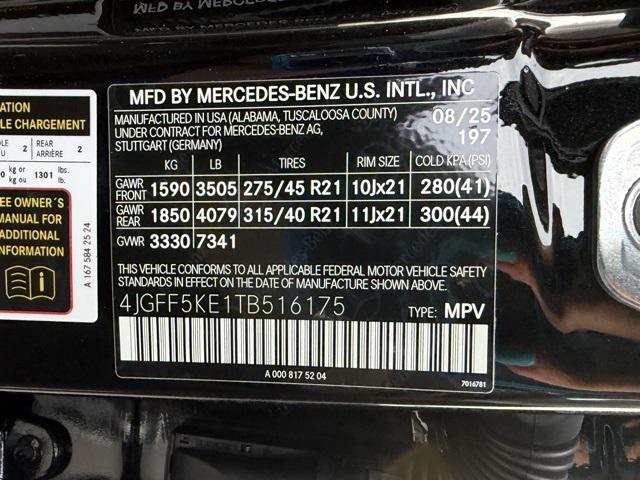 MFD BY MERCEDES-BENZ U.S. INTL., INC
MANUFACTURED IN USA (ALABAMA, TUSCALOOSA COUNTY)
UNDER CONTRACT FOR MERCEDES-BENZ AG,
STUTTGART (GERMANY)
08/25
197
KG LB TIRES RIM SIZE COLD KPA(PSI)
GAWR FRONT 1590 3505 275/45 R21 10Jx21 280(41)
GAWR REAR 1850 4079 315/40 R21 11Jx21 300(44)
GVWR 3330 7341
THIS VEHICLE CONFORMS TO ALL APPLICABLE FEDERAL MOTOR VEHICLE SAFETY
STANDARDS IN EFFECT ON THE DATE OF MANUFACTURE SHOWN ABOVE.
4JGFF5KE1TB516175
TYPE: MPV
A 000 817 52 04
7016781
CHARGEMENT
2 REAR ARRIÈRE 2
kg or ou 1301 lbs. lb.
OWNER´S
MANUAL FOR
ADDITIONAL
INFORMATION
A 167 584 25 24